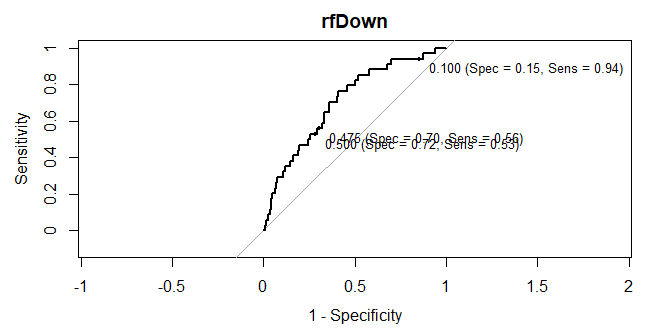 rfDown
Sensitivity
1
0.8
0.6
0.4
0.2
0
0.100 (Spec = 0.15, Sens = 0.94)
0.475 (Spec = 0.70, Sens = 0.56)
0.500 (Spec = 0.72, Sens = 0.53)
-1 -0.5 0 0.5 1 1.5 2
1 - Specificity